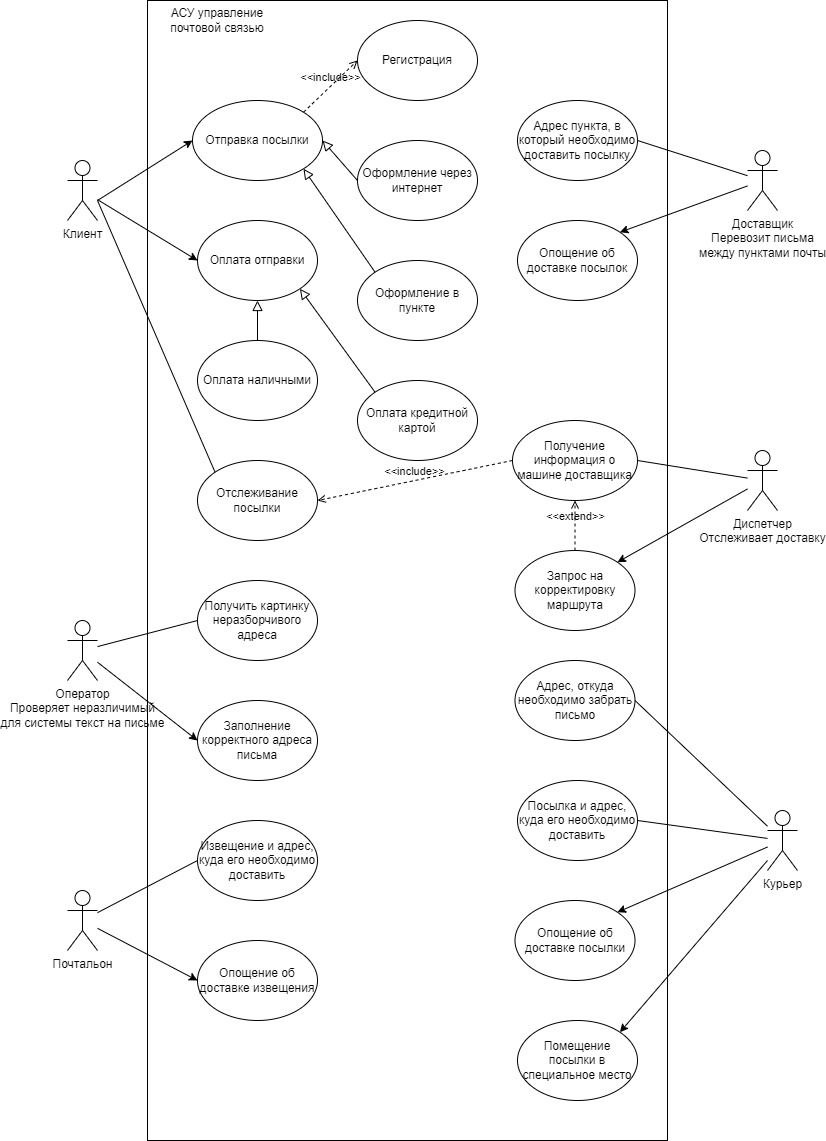 АСУ управление
почтовой связью
Регистрация
<<include>>
Отправка посылки
Адрес пункта, в
который необходимо
доставить посылку
Оформление через
интернет
Клиент
Доставщик
Перевозит письма
между пунктами почты
Оплата отправки
Опощение об
доставке посылок
Оформление в
пункте
Оплата наличными
Оплата кредитной
картой
Получение
информация о
машине доставщика
<<include>>
Отслеживание
посылки
<<extend>>
Диспетчер
Отслеживает доставку
Запрос на
корректировку
маршрута
Получить картинку
неразборчивого
адреса
Оператор
Проверяет неразличимый
для системы текст на письме
Адрес, откуда
необходимо забрать
письмо
Заполнение
корректного адреса
письма
Посылка и адрес,
куда его необходимо
доставить
Извещение и адрес,
куда его необходимо
доставить
Курьер
Опощение об
доставке посылки
Почтальон
Опощение об
доставке извещения
Помещение
посылки в
специальное место